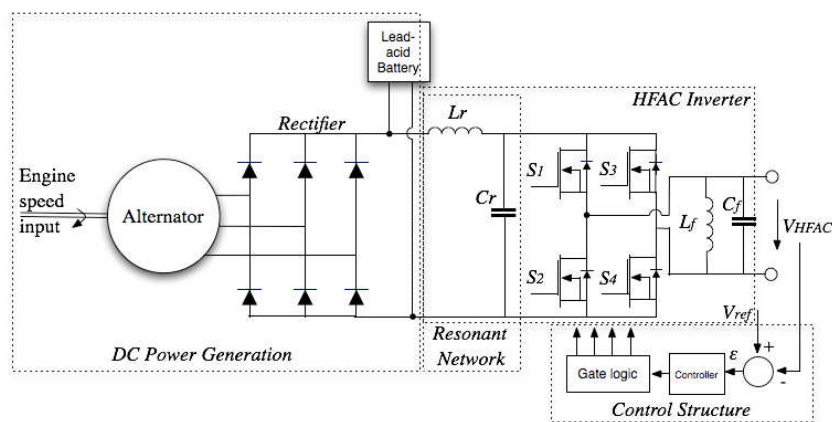 Lead-
acid
Battery
HFAC Inverter
Rectifier
Lr
Engine
speed
input
Alternator
S1
S3
Cr
Lf
Cf
VHFAC
S2
S4
Vref
DC Power Generation
Resonant
Network
+
ε
-
Gate logic
Controller
Control Structure